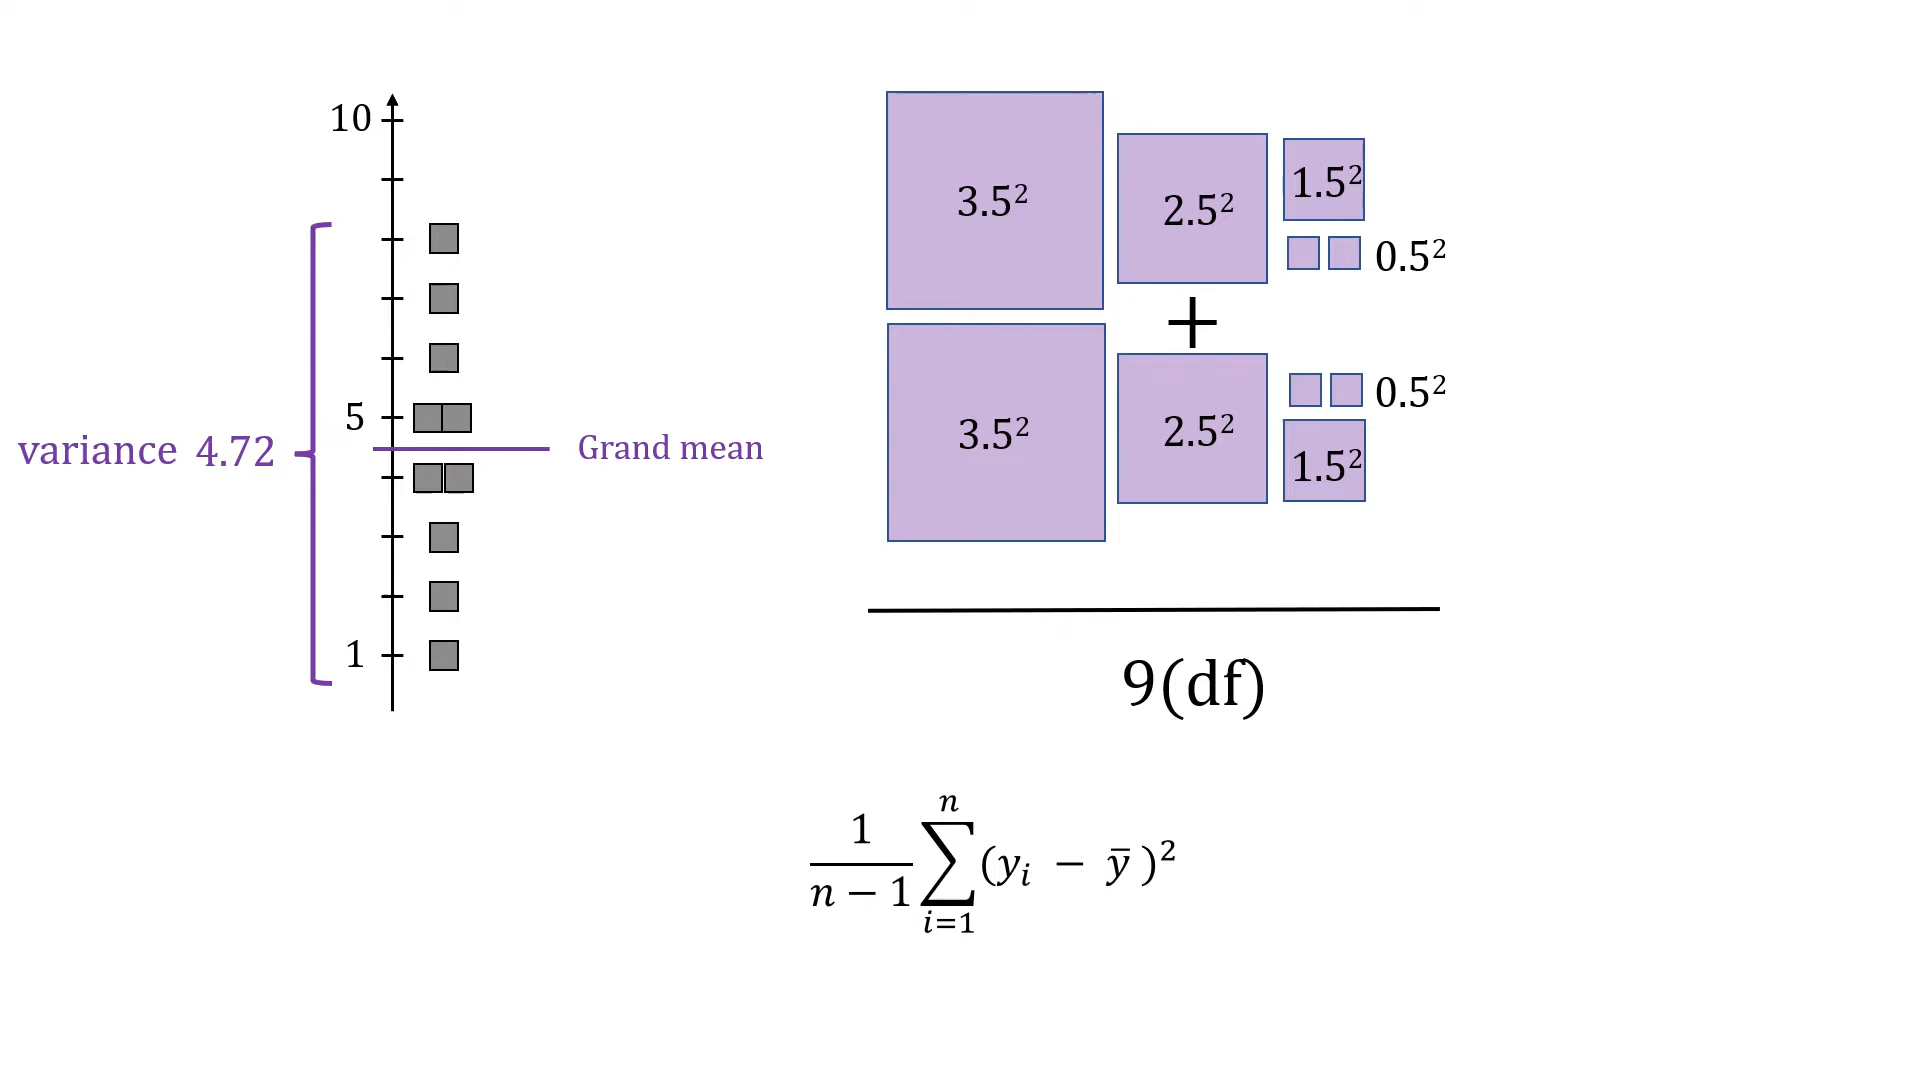 10
5
1
variance 4.72
Grand mean
3.5²
2.5²
1.5²
0.5²
+
3.5²
2.5²
0.5²
1.5²
9(df)
1
n − 1
n
∑
i=1
(yᵢ − ȳ )²